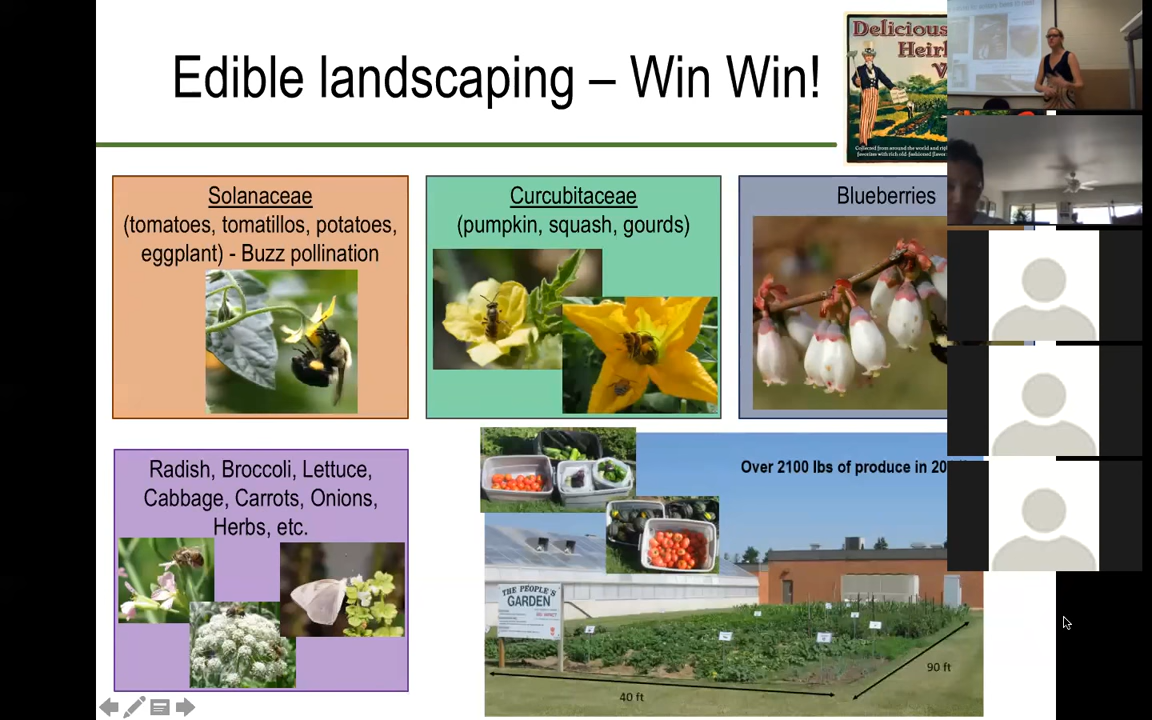 Edible landscaping – Win Win!
Delicious
Heir
Solanaceae
(tomatoes, tomatillos, potatoes,
eggplant) - Buzz pollination
Curcubitaceae
(pumpkin, squash, gourds)
Blueberries
Radish, Broccoli, Lettuce,
Cabbage, Carrots, Onions,
Herbs, etc.
Over 2100 lbs of produce in 20
THE PEOPLE'S
GARDEN
40 ft
90 ft